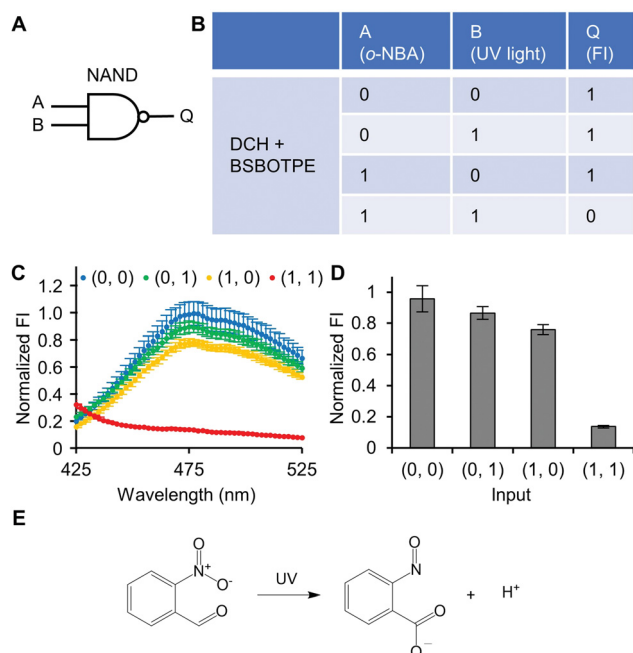 A
NAND
A
B
Q
B
A
(o-NBA)
B
(UV light)
Q
(FI)
DCH +
BSBOTPE
0 0 1
0 1 1
1 0 1
1 1 0
C
(0, 0) (0, 1) (1, 0) (1, 1)
Normalized FI
1.2
1.0
0.8
0.6
0.4
0.2
0
425 475 525
Wavelength (nm)
D
Normalized FI
1
0.8
0.6
0.4
0.2
0
(0, 0) (0, 1) (1, 0) (1, 1)
Input
E
O
N+
O-
O
UV
O
N
O
O−
+ H+